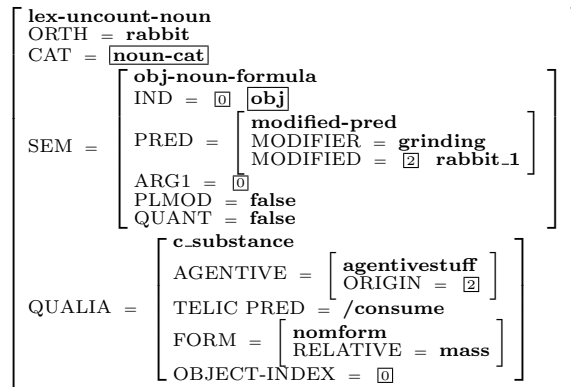 lex-uncount-noun
ORTH = rabbit
CAT = noun-cat
SEM =
obj-noun-formula
IND = 0 obj
PRED =
modified-pred
MODIFIER = grinding
MODIFIED = 2 rabbit_1
ARG1 = 0
PLMOD = false
QUANT = false
QUALIA =
c_substance
AGENTIVE =
agentivestuff
ORIGIN = 2
TELIC PRED = /consume
FORM =
nomform
RELATIVE = mass
OBJECT-INDEX = 0